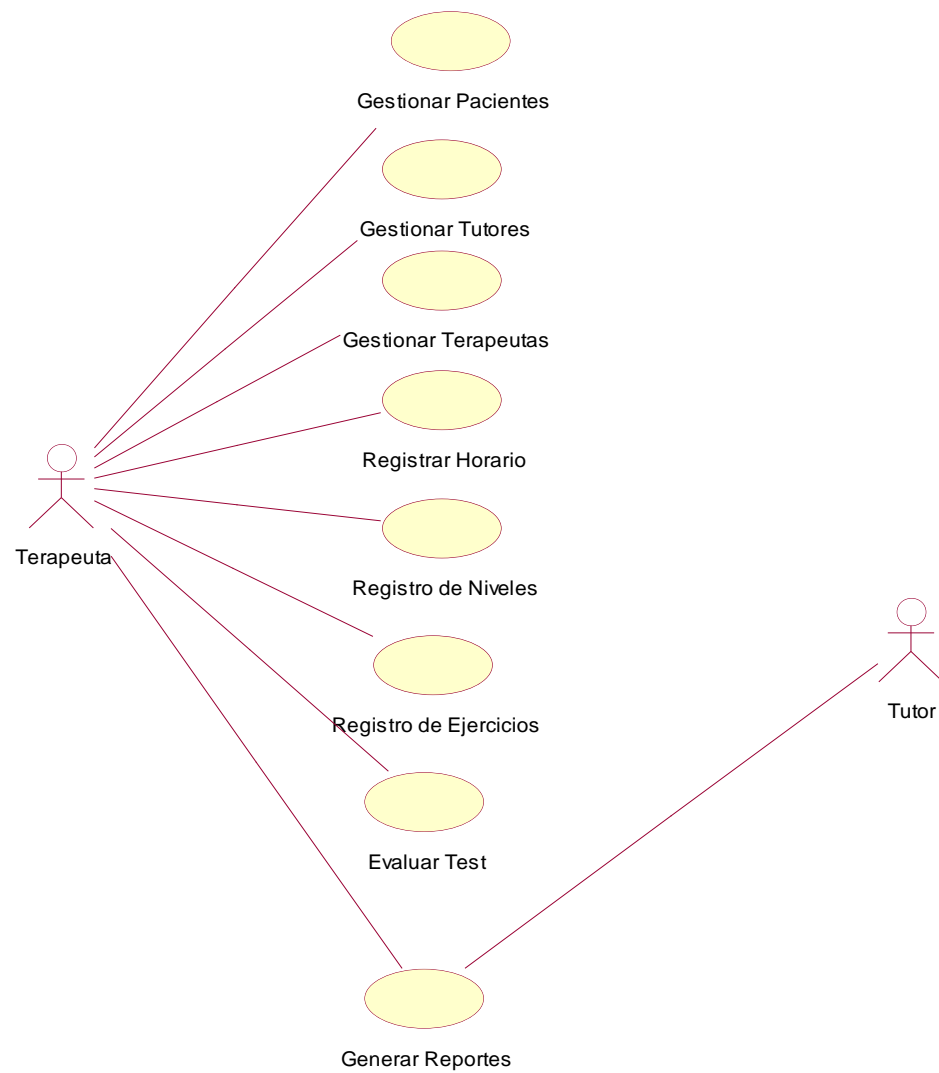 Gestionar Pacientes
Gestionar Tutores
Gestionar Terapeutas
Registrar Horario
Terapeuta
Registro de Niveles
Registro de Ejercicios
Tutor
Evaluar Test
Generar Reportes